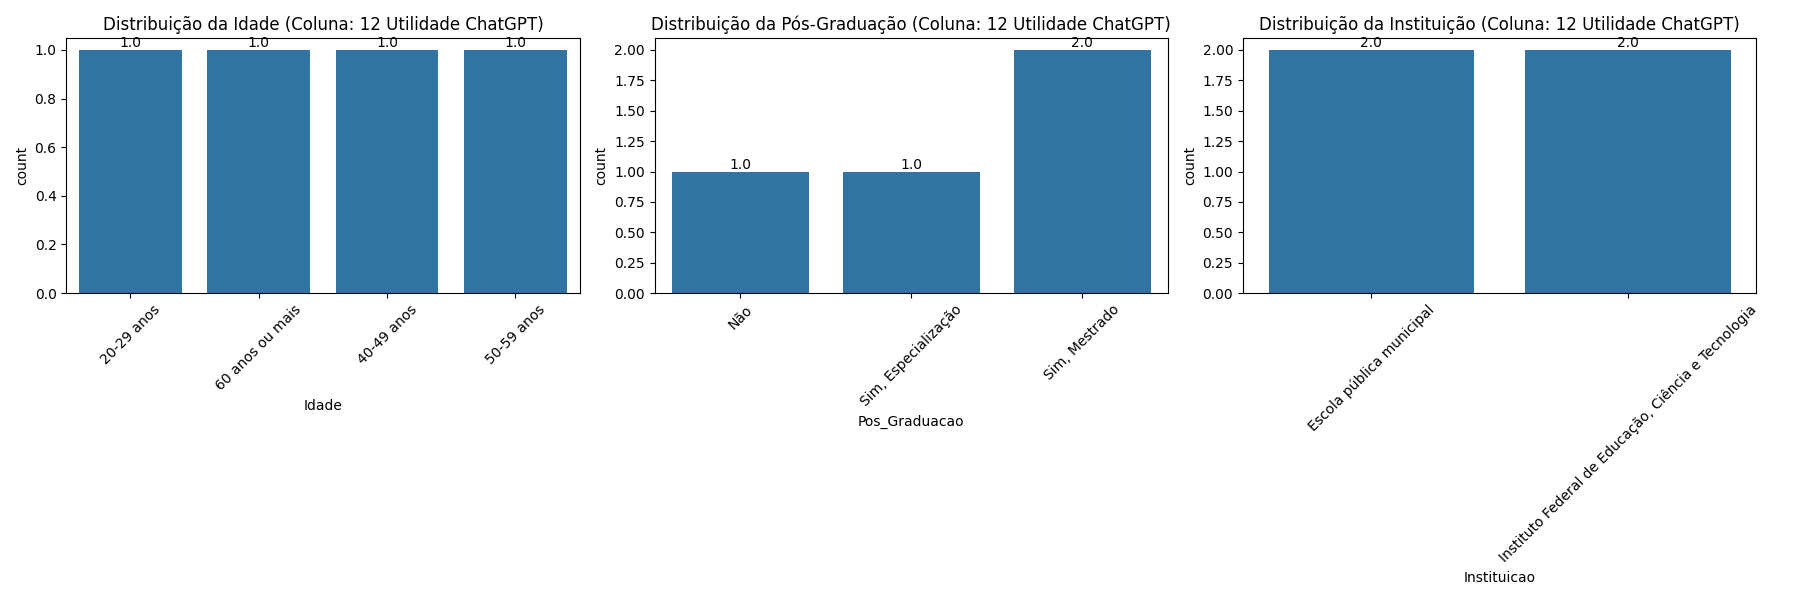 Distribuição da Idade (Coluna: 12 Utilidade ChatGPT)
1.0
1.0
1.0
1.0
1.0
0.8
0.6
0.4
0.2
0.0
count
20-29 anos
60 anos ou mais
40-49 anos
50-59 anos
Idade
Distribuição da Pós-Graduação (Coluna: 12 Utilidade ChatGPT)
1.0
1.0
2.0
2.00
1.75
1.50
1.25
1.00
0.75
0.50
0.25
0.00
count
Não
Sim, Especialização
Sim, Mestrado
Pos_Graduacao
Distribuição da Instituição (Coluna: 12 Utilidade ChatGPT)
2.0
2.0
2.00
1.75
1.50
1.25
1.00
0.75
0.50
0.25
0.00
count
Escola pública municipal
Instituto Federal de Educação, Ciência e Tecnologia
Instituicao